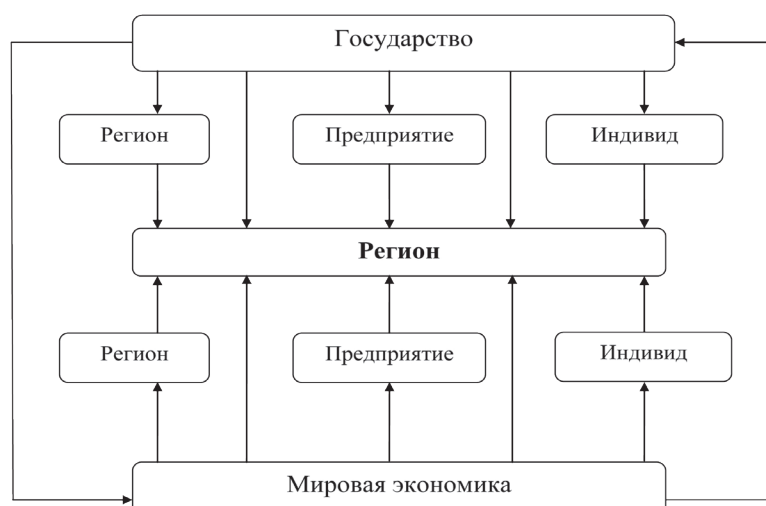 Государство
Регион
Предприятие
Индивид
Регион
Регион
Предприятие
Индивид
Мировая экономика